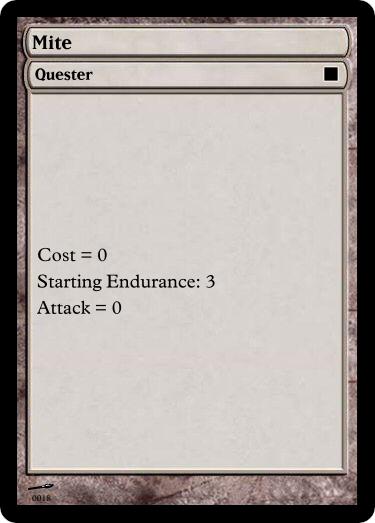 Mite
Quester
Cost = 0
Starting Endurance: 3
Attack = 0
0018